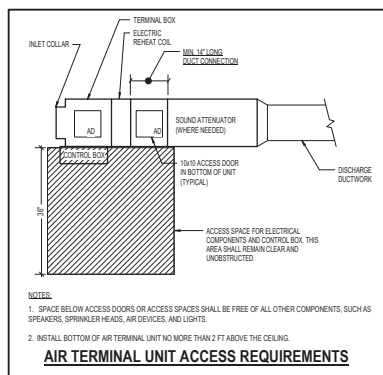 TERMINAL BOX
ELECTRIC
REHEAT COIL
INLET COLLAR
MIN. 14" LONG
DUCT CONNECTION
AD
AD
SOUND ATTENUATOR
(WHERE NEEDED)
CONTROL BOX
10x10 ACCESS DOOR
IN BOTTOM OF UNIT
(TYPICAL)
DISCHARGE
DUCTWORK
36"
ACCESS SPACE FOR ELECTRICAL
COMPONENTS AND CONTROL BOX. THIS
AREA SHALL REMAIN CLEAR AND
UNOBSTRUCTED.
NOTES:
1. SPACE BELOW ACCESS DOORS OR ACCESS SPACES SHALL BE FREE OF ALL OTHER COMPONENTS, SUCH AS
SPEAKERS, SPRINKLER HEADS, AIR DEVICES, AND LIGHTS.
2. INSTALL BOTTOM OF AIR TERMINAL UNIT NO MORE THAN 2 FT ABOVE THE CEILING.
AIR TERMINAL UNIT ACCESS REQUIREMENTS